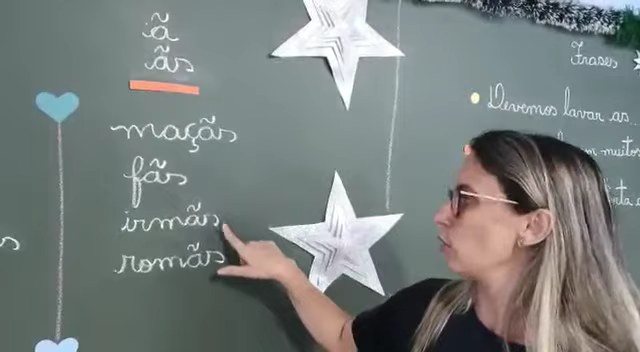 ã
ãs
maçãs
fãs
irmãs
romãs
Frases
Devemos lavar as...